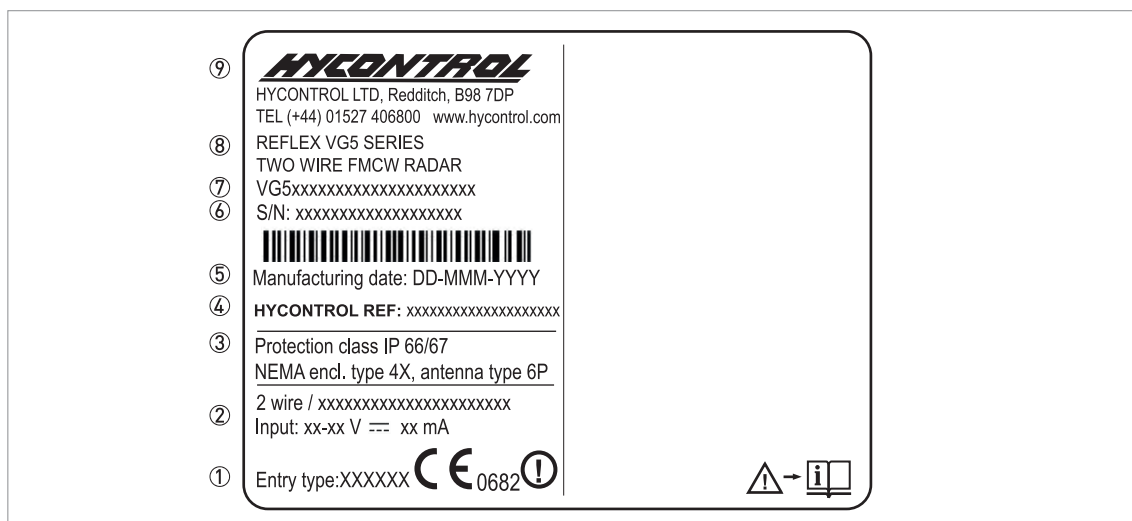 ⑨ HYCONTROL
HYCONTROL LTD, Redditch, B98 7DP
TEL (+44) 01527 406800 www.hycontrol.com
⑧ REFLEX VG5 SERIES
TWO WIRE FMCW RADAR
⑦ VG5xxxxxxxxxxxxxxxxxxxxx
⑥ S/N: xxxxxxxxxxxxxxxxxxx
⑤ Manufacturing date: DD-MMM-YYYY
④ HYCONTROL REF: xxxxxxxxxxxxxxxxxxxx
③ Protection class IP 66/67
NEMA encl. type 4X, antenna type 6P
② 2 wire / xxxxxxxxxxxxxxxxxxxxxx
Input: xx-xx V ⎓ xx mA
① Entry type:XXXXXX CE 0682 !
! i